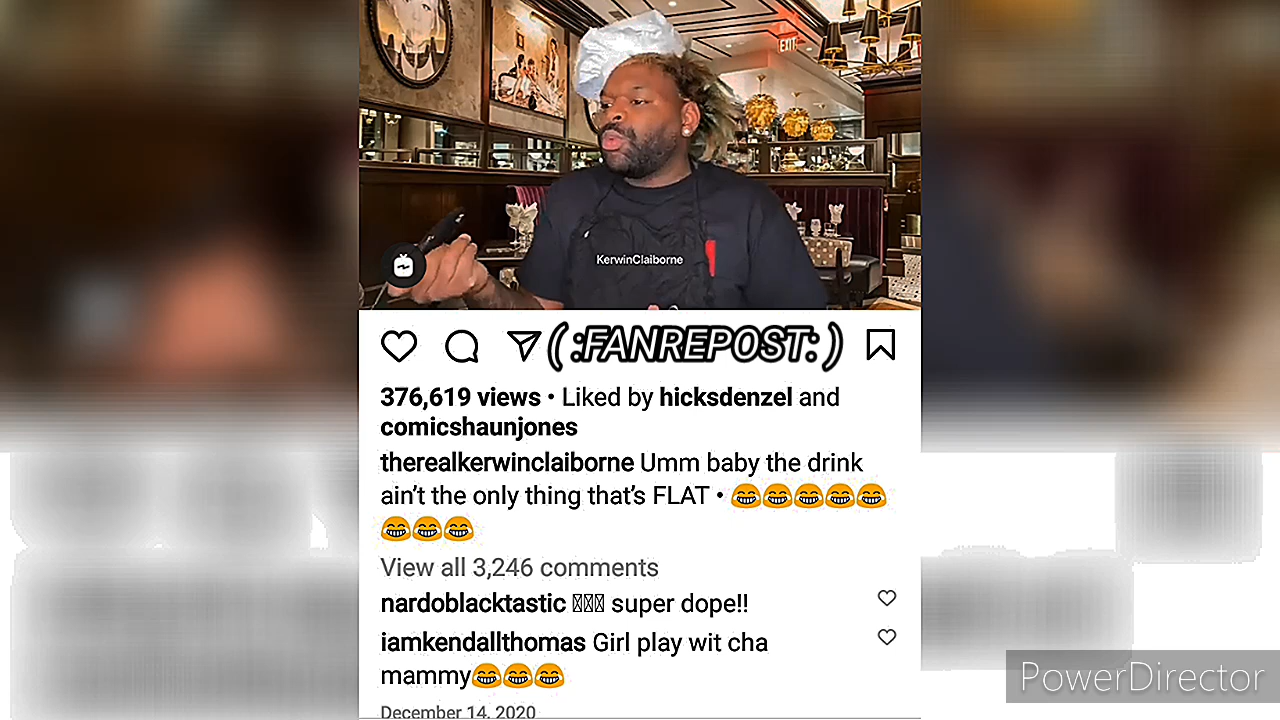 EXIT
KerwinClaiborne
( :FANREPOST: )
376,619 views • Liked by hicksdenzel and
comicshaunjones
therealkerwinclaiborne Umm baby the drink
ain’t the only thing that’s FLAT • 😂😂😂😂😂
😂😂😂
View all 3,246 comments
nardoblacktastic super dope!!
iamkendallthomas Girl play wit cha
mammy😂😂😂
December 14, 2020
PowerDirector